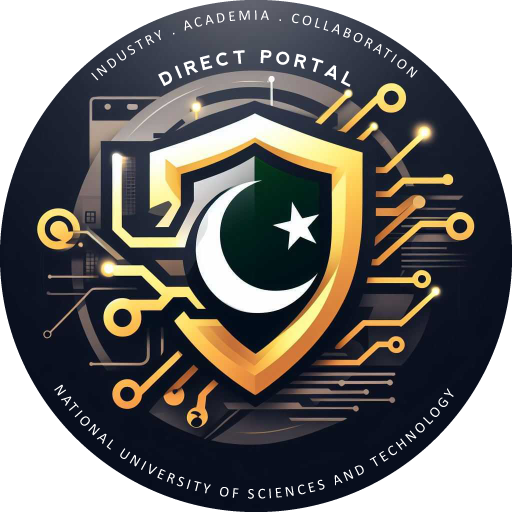 INDUSTRY . ACADEMIA . COLLABORATION
DIRECT PORTAL
NATIONAL UNIVERSITY OF SCIENCES AND TECHNOLOGY